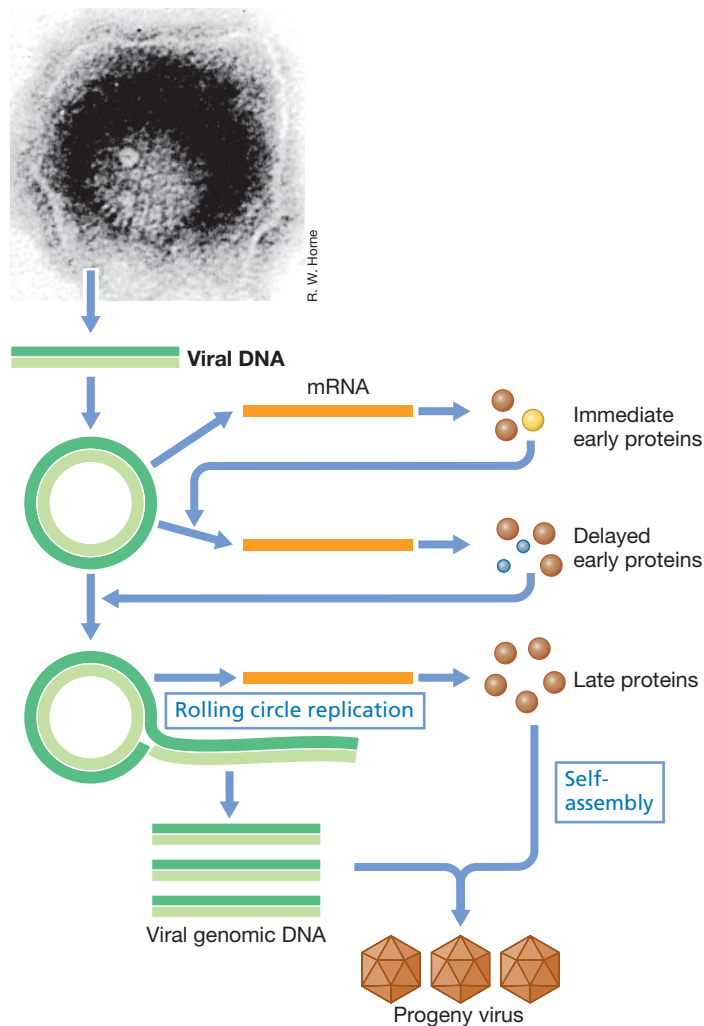 R. W. Horne
Viral DNA
mRNA
Immediate
early proteins
Delayed
early proteins
Late proteins
Rolling circle replication
Self-
assembly
Viral genomic DNA
Progeny virus